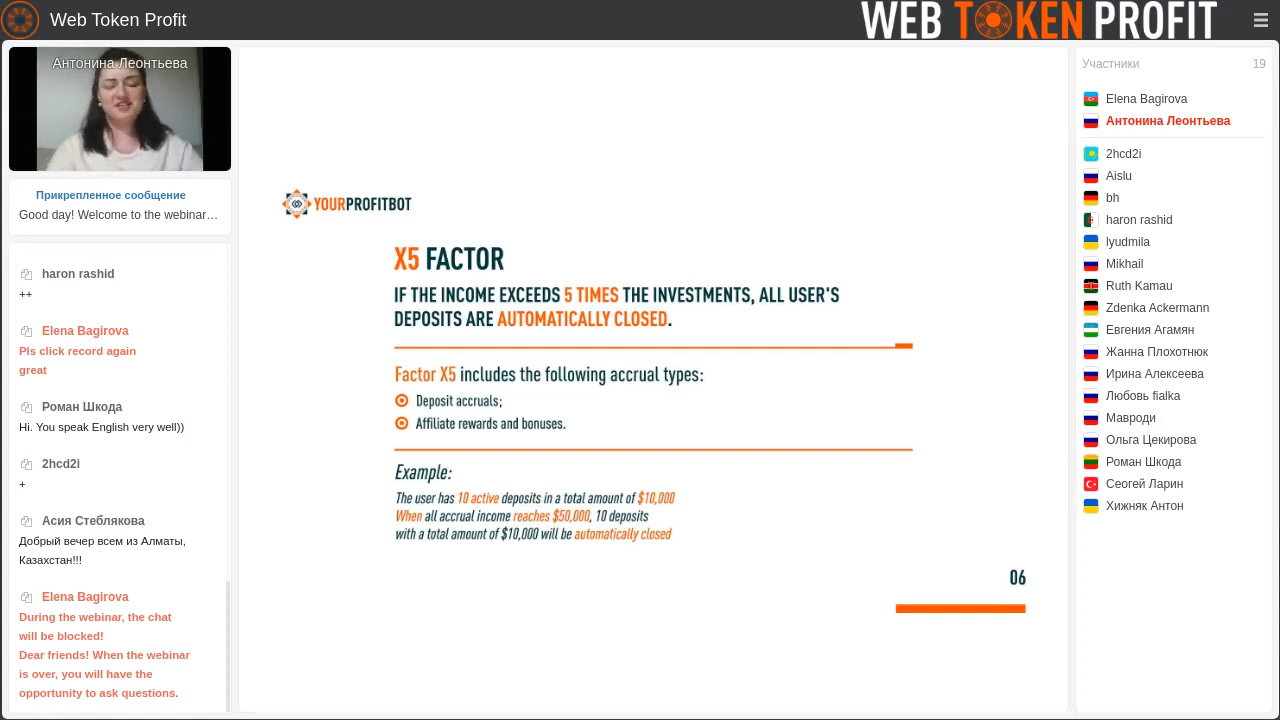 Web Token Profit
WEB TOKEN PROFIT
Антонина Леонтьева
Прикрепленное сообщение
Good day! Welcome to the webinar…
haron rashid
++
Elena Bagirova
Pls click record again
great
Роман Шкода
Hi. You speak English very well))
2hcd2i
+
Асия Стеблякова
Добрый вечер всем из Алматы,
Казахстан!!!
Elena Bagirova
During the webinar, the chat
will be blocked!
Dear friends! When the webinar
is over, you will have the
opportunity to ask questions.
YOURPROFITBOT
X5 FACTOR
IF THE INCOME EXCEEDS 5 TIMES THE INVESTMENTS, ALL USER'S
DEPOSITS ARE AUTOMATICALLY CLOSED.
Factor X5 includes the following accrual types:
Deposit accruals;
Affiliate rewards and bonuses.
Example:
The user has 10 active deposits in a total amount of $10,000
When all accrual income reaches $50,000, 10 deposits
with a total amount of $10,000 will be automatically closed
06
Участники 19
Elena Bagirova
Антонина Леонтьева
2hcd2i
Aislu
bh
haron rashid
lyudmila
Mikhail
Ruth Kamau
Zdenka Ackermann
Евгения Агамян
Жанна Плохотнюк
Ирина Алексеева
Любовь fialka
Мавроди
Ольга Цекирова
Роман Шкода
Сеогей Ларин
Хижняк Антон